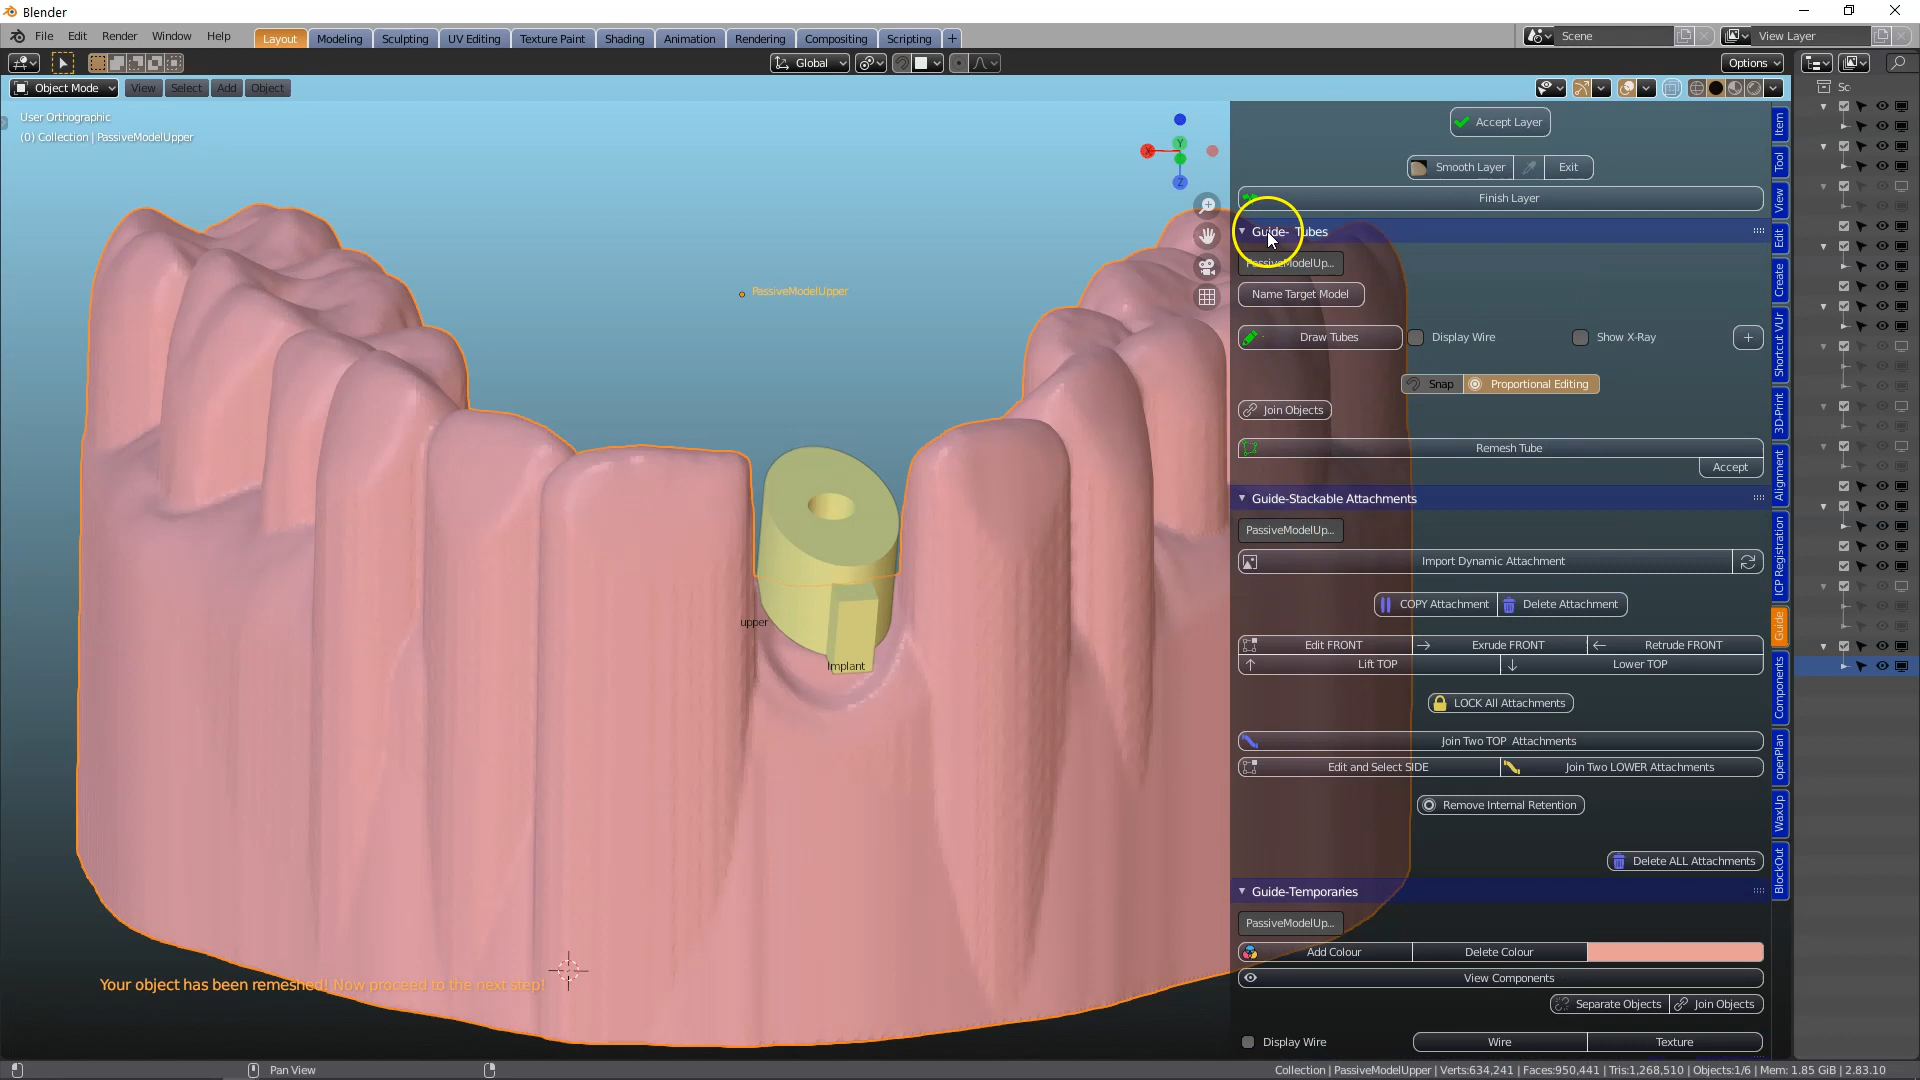 Blender
File Edit Render Window Help Layout Modeling Sculpting UV Editing Texture Paint Shading Animation Rendering Compositing Scripting + Scene View Layer
Global Options
Object Mode View Select Add Object Sc
User Orthographic
(0) Collection | PassiveModelUpper
X Y Z
PassiveModelUpper
upper
Implant
Your object has been remeshed! Now proceed to the next step!
Accept Layer
Smooth Layer Exit
Finish Layer
Guide- Tubes
PassiveModelUp...
Name Target Model
Draw Tubes Display Wire Show X-Ray +
Snap Proportional Editing
Join Objects
Remesh Tube
Accept
Guide-Stackable Attachments
PassiveModelUp...
Import Dynamic Attachment
COPY Attachment Delete Attachment
Edit FRONT Extrude FRONT Retrude FRONT
Lift TOP Lower TOP
LOCK All Attachments
Join Two TOP Attachments
Edit and Select SIDE Join Two LOWER Attachments
Remove Internal Retention
Delete ALL Attachments
Guide-Temporaries
PassiveModelUp...
Add Colour Delete Colour
View Components
Separate Objects Join Objects
Display Wire Wire Texture
Item
Tool
View
Edit
Create
Shortcut VUr
3D-Print
Alignment
ICP Registration
Guide
Components
openPlan
WaxUp
BlockOut
Pan View
Collection | PassiveModelUpper | Verts:634,241 | Faces:950,441 | Tris:1,268,510 | Objects:1/6 | Mem: 1.85 GiB | 2.83.10